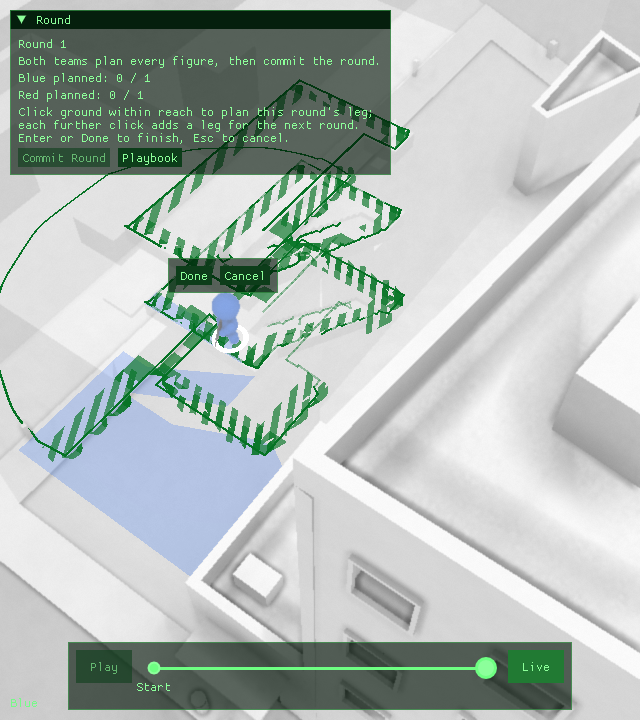 ▼ Round
Round 1
Both teams plan every figure, then commit the round.
Blue planned: 0 / 1
Red planned: 0 / 1
Click ground within reach to plan this round's leg;
each further click adds a leg for the next round.
Enter or Done to finish, Esc to cancel.
Commit Round Playbook
Done Cancel
Play Live
Start